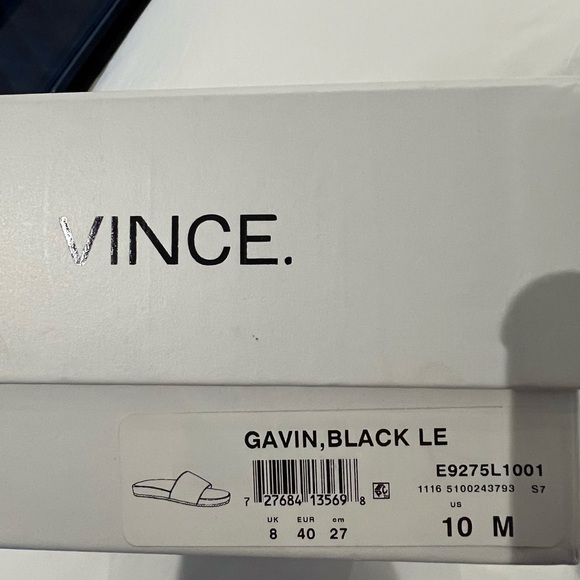 VINCE.
GAVIN,BLACK LE
E9275L1001
7 27684 13569 8
1116 5100243793 S7
UK EUR cm US
8 40 27 10 M